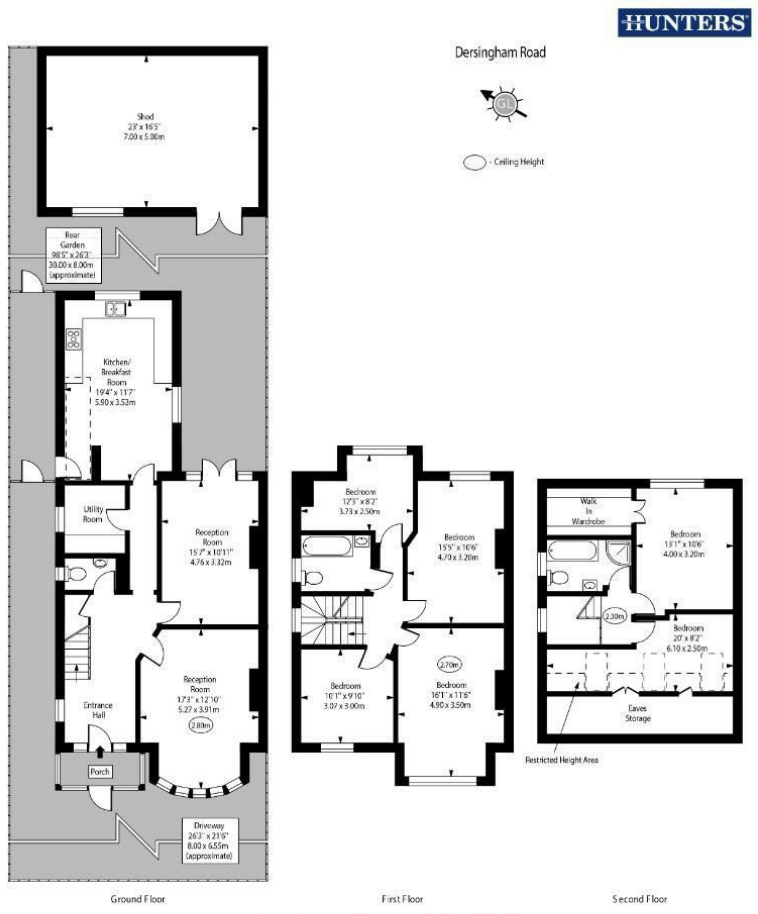 HUNTERS
Dersingham Road
GL
- Ceiling Height
Shed
23' x 16'5"
7.00 x 5.00m
Rear
Garden
98'5" x 26'3"
30.00 x 8.00m
(approximate)
Kitchen/
Breakfast
Room
19'4" x 11'7"
5.90 x 3.53m
Utility
Room
Reception
Room
15'7" x 10'11"
4.76 x 3.32m
Reception
Room
17'3" x 12'10"
5.27 x 3.91m
2.80m
Entrance
Hall
Porch
Driveway
26'3" x 21'6"
8.00 x 6.55m
(approximate)
Ground Floor
Bedroom
12'3" x 8'2"
3.73 x 2.50m
Bedroom
15'5" x 10'6"
4.70 x 3.20m
Bedroom
10'1" x 9'10"
3.07 x 3.00m
2.70m
Bedroom
16'1" x 11'6"
4.90 x 3.50m
First Floor
Walk
In
Wardrobe
Bedroom
13'1" x 10'6"
4.00 x 3.20m
2.30m
Bedroom
20' x 8'2"
6.10 x 2.50m
Eaves
Storage
Restricted Height Area
Second Floor